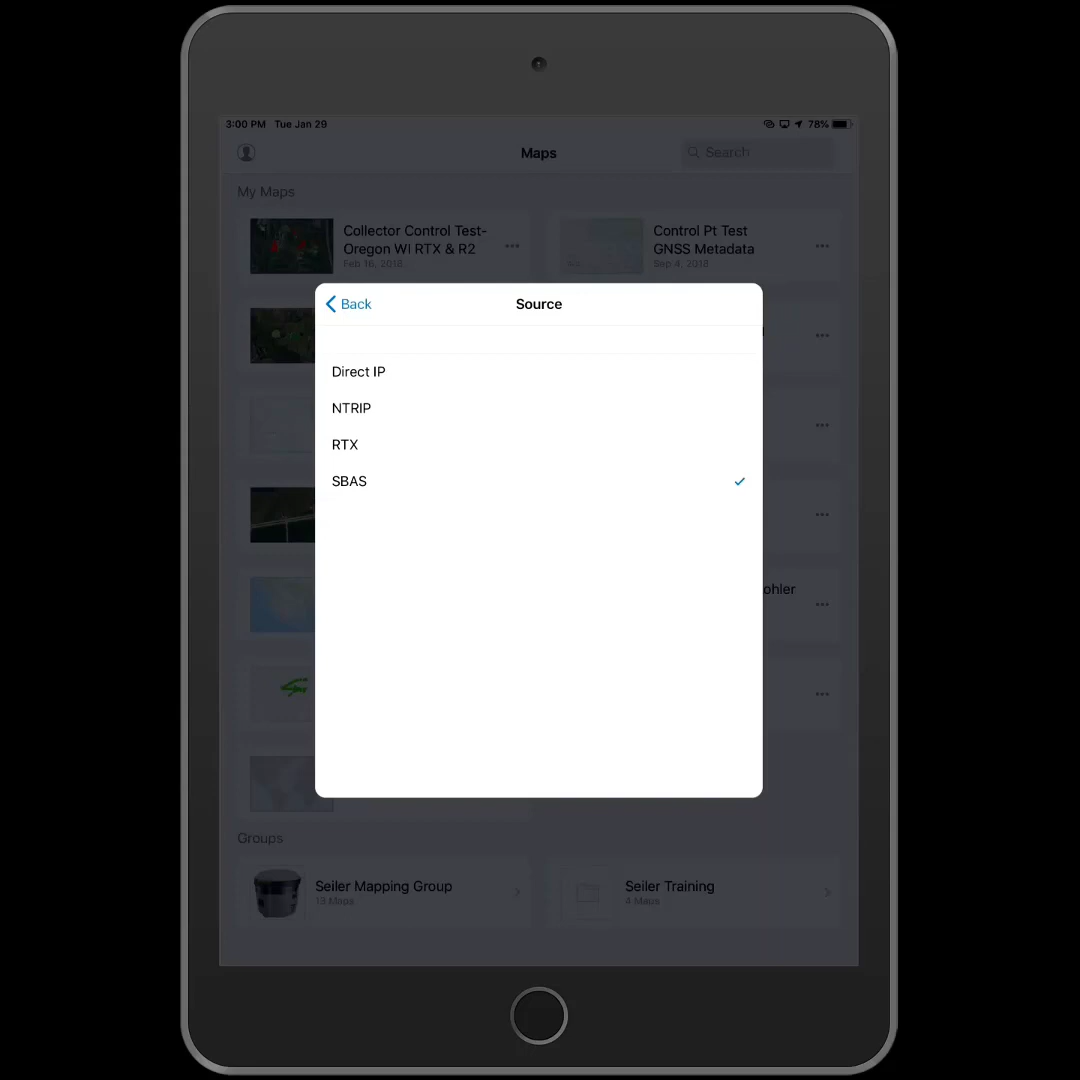 3:00 PM Tue Jan 29
78%
Maps
Search
My Maps
Collector Control Test-
Oregon WI RTX & R2
Feb 16, 2018
Control Pt Test
GNSS Metadata
Sep 4, 2018
Back
Source
Direct IP
NTRIP
RTX
SBAS
ohler
Groups
Seiler Mapping Group
13 Maps
Seiler Training
4 Maps